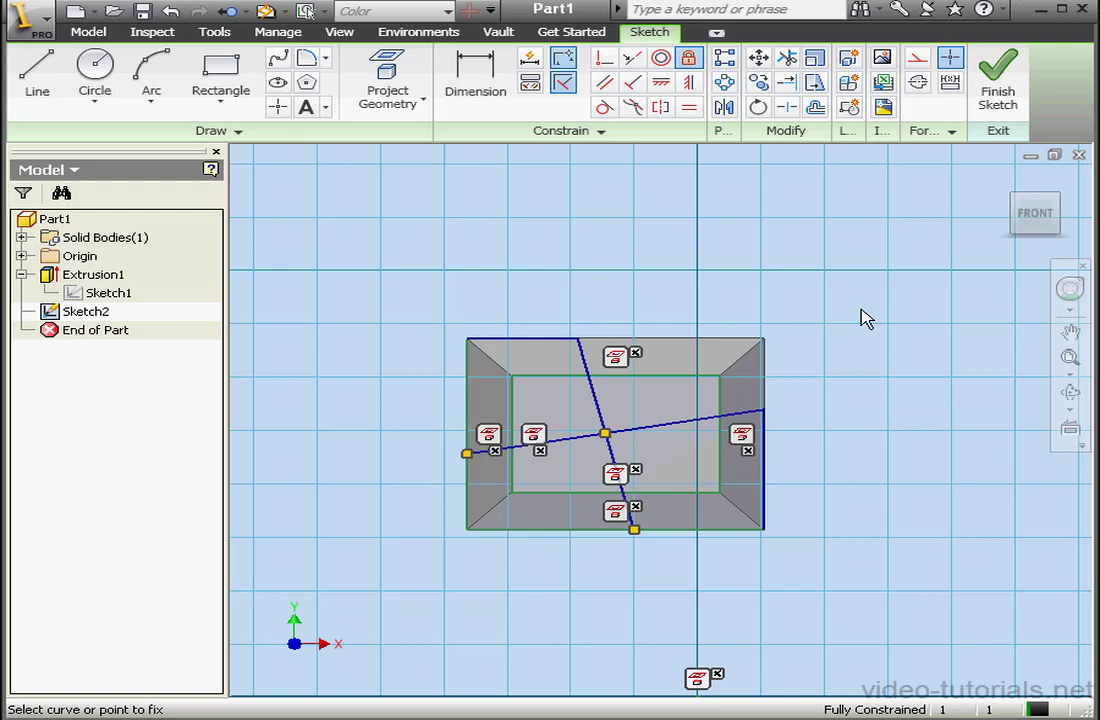 Color
Part1
Type a keyword or phrase
PRO
Model
Inspect
Tools
Manage
View
Environments
Vault
Get Started
Sketch
Line
Circle
Arc
Rectangle
A
Project
Geometry
Dimension
Finish
Sketch
Draw
Constrain
P...
Modify
L...
I...
For...
Exit
Model
Part1
Solid Bodies(1)
Origin
Extrusion1
Sketch1
Sketch2
End of Part
FRONT
Y
X
video-tutorials.net
Select curve or point to fix
Fully Constrained
1
1